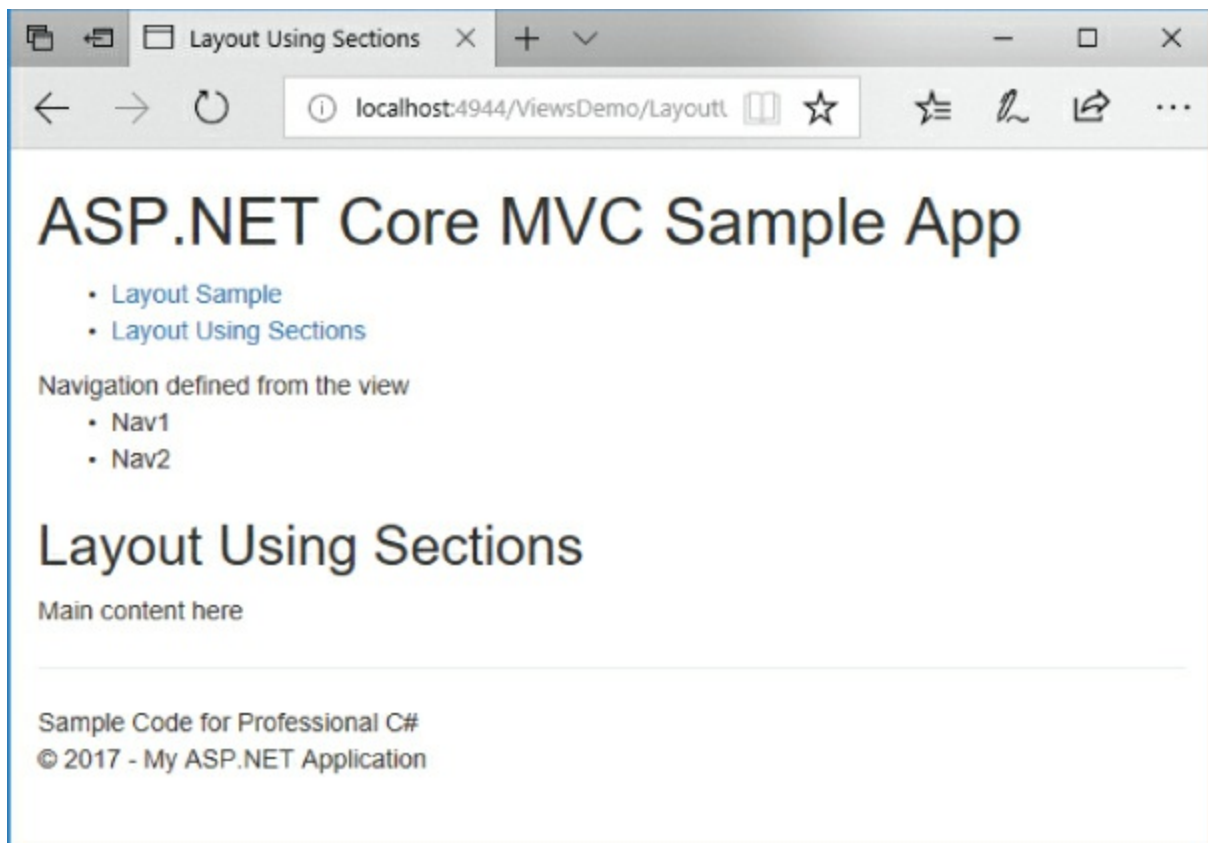 Layout Using Sections
localhost:4944/ViewsDemo/Layout
ASP.NET Core MVC Sample App
• Layout Sample
• Layout Using Sections
Navigation defined from the view
• Nav1
• Nav2
Layout Using Sections
Main content here
Sample Code for Professional C#
© 2017 - My ASP.NET Application